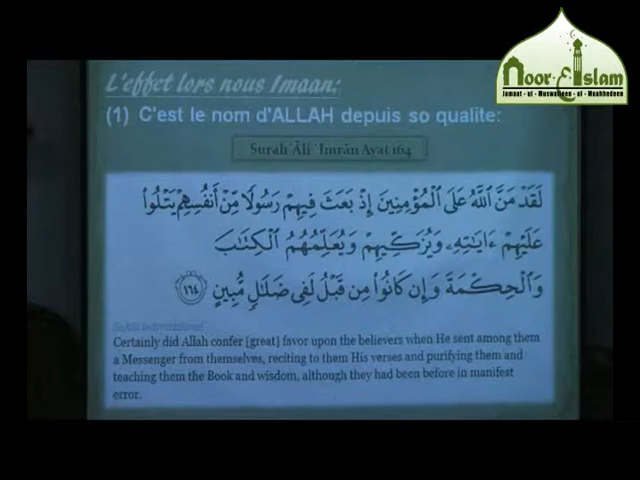 Noor-E-Islam
Jamaat - ul - Muswalleen - al - Muahhedeen
L'effet lors nous Imaan:
(1) C'est le nom d'ALLAH depuis so qualite:
Surah 'Āli 'Imrān Ayat 164
لَقَدْ مَنَّ ٱللَّهُ عَلَى ٱلْمُؤْمِنِينَ إِذْ بَعَثَ فِيهِمْ رَسُولًا مِّنْ أَنفُسِهِمْ يَتْلُوا۟
عَلَيْهِمْ ءَايَـٰتِهِۦ وَيُزَكِّيهِمْ وَيُعَلِّمُهُمُ ٱلْكِتَـٰبَ
وَٱلْحِكْمَةَ وَإِن كَانُوا۟ مِن قَبْلُ لَفِى ضَلَـٰلٍ مُّبِينٍ ١٦٤
Sahih International
Certainly did Allah confer [great] favor upon the believers when He sent among them
a Messenger from themselves, reciting to them His verses and purifying them and
teaching them the Book and wisdom, although they had been before in manifest
error.